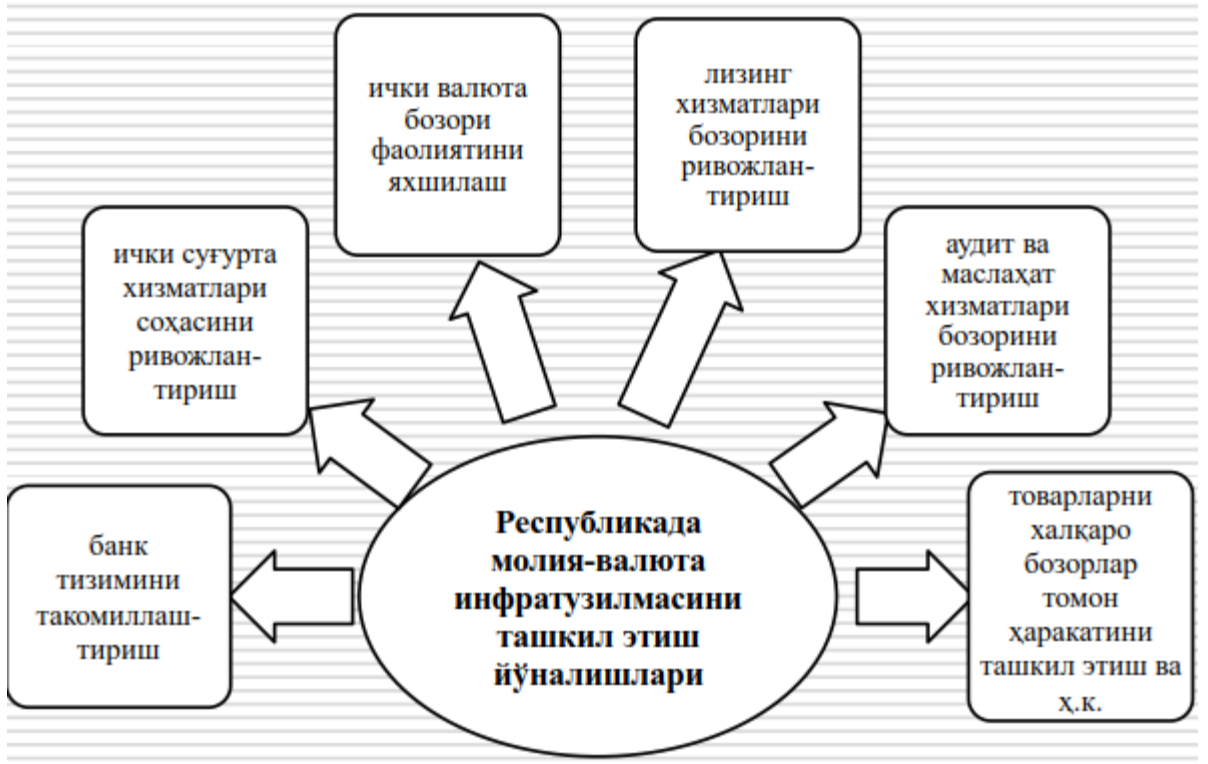 ички валюта
бозори
фаолиятини
яхшилаш
лизинг
хизматлари
бозорини
ривожлан-
тириш
ички суғурта
хизматлари
соҳасини
ривожлан-
тириш
аудит ва
маслаҳат
хизматлари
бозорини
ривожлан-
тириш
банк
тизимини
такомиллаш-
тириш
Республикада
молия-валюта
инфратузилмасини
ташкил этиш
йўналишлари
товарларни
халқаро
бозорлар
томон
ҳаракатини
ташкил этиш ва
ҳ.к.